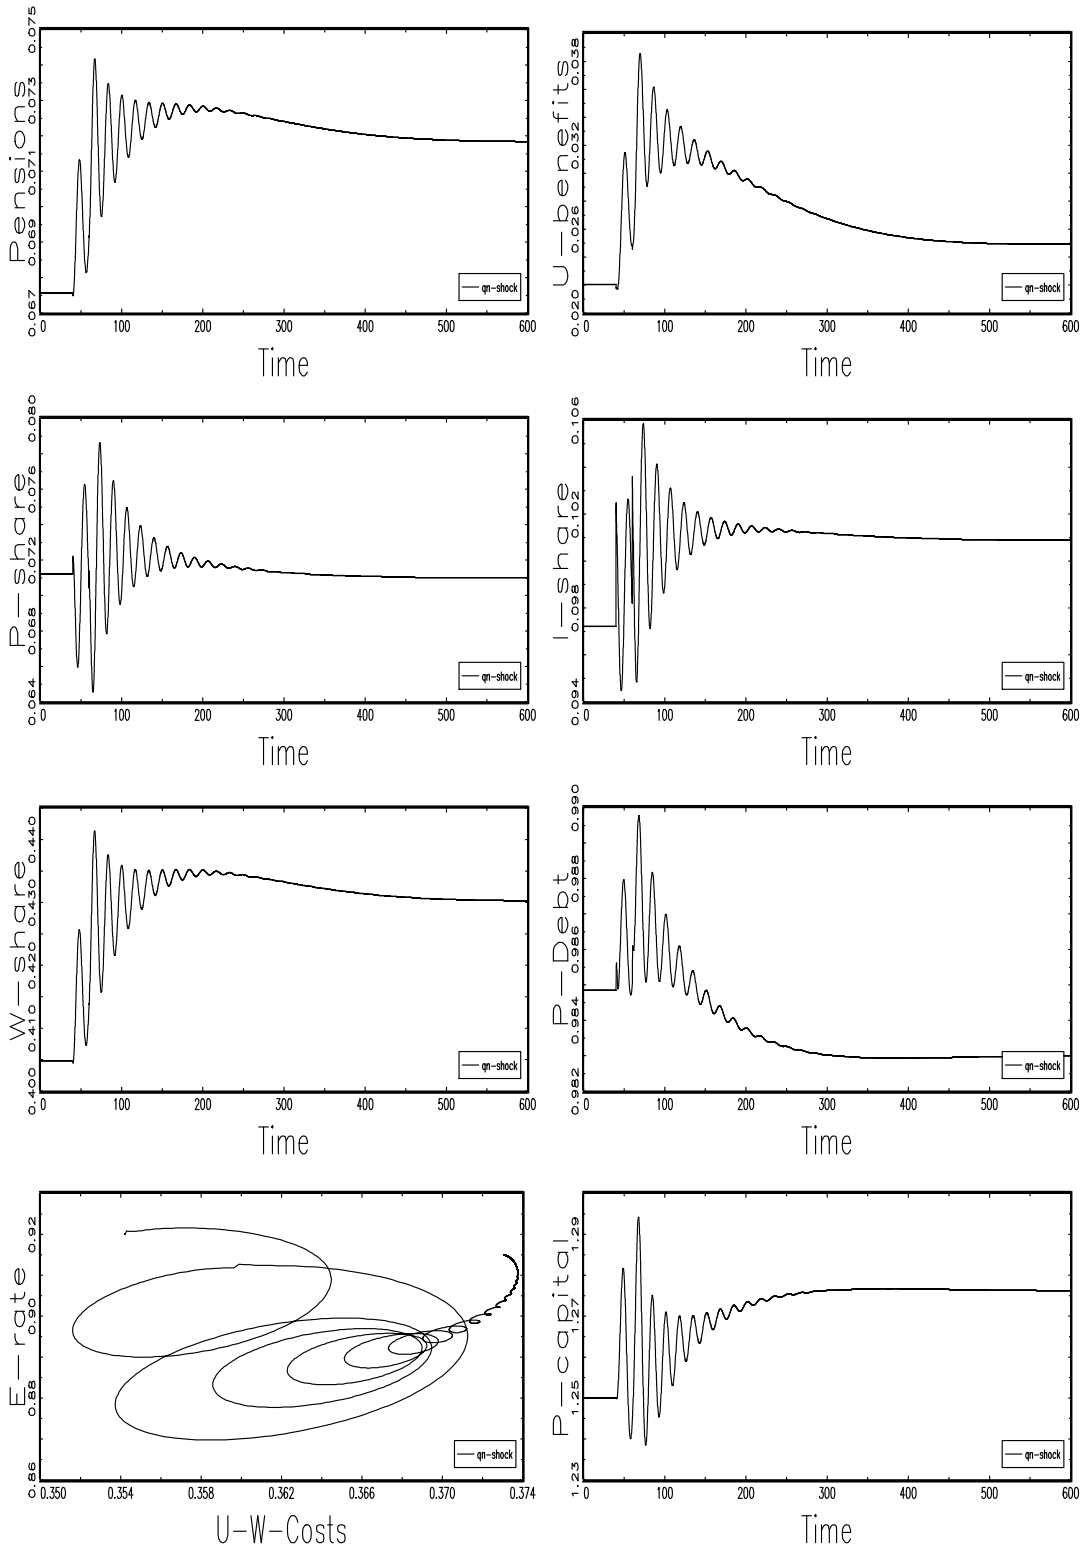 Pensions
0.075
0.073
0.071
0.069
0.067
qn-shock
0 100 200 300 400 500 600
Time
U-benefits
0.038
0.032
0.026
0.020
qn-shock
0 100 200 300 400 500 600
Time
P-share
0.080
0.076
0.072
0.068
0.064
qn-shock
0 100 200 300 400 500 600
Time
I-share
0.106
0.102
0.098
0.094
qn-shock
0 100 200 300 400 500 600
Time
W-share
0.440
0.430
0.420
0.410
0.400
qn-shock
0 100 200 300 400 500 600
Time
P-Debt
0.990
0.988
0.986
0.984
0.982
qn-shock
0 100 200 300 400 500 600
Time
E-rate
0.92
0.90
0.88
0.86
qn-shock
0.350 0.354 0.358 0.362 0.366 0.370 0.374
U-W-Costs
P-capital
1.29
1.27
1.25
1.23
qn-shock
0 100 200 300 400 500 600
Time